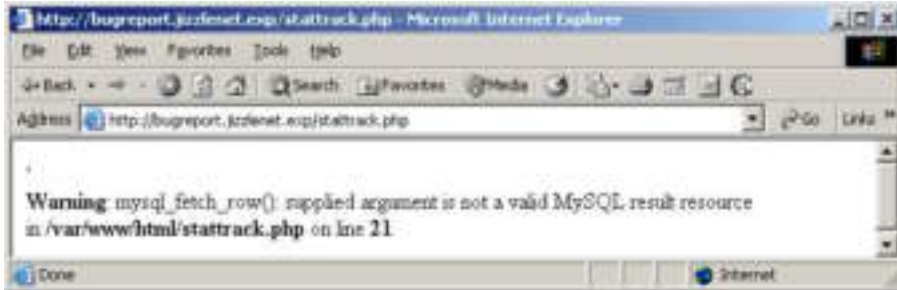 http://bugreport.jizzlenet.exp/stattrack.php - Microsoft Internet Explorer
File Edit View Favorites Tools Help
Back Search Favorites Media
Address http://bugreport.jizzlenet.exp/stattrack.php Go Links »
Warning: mysql_fetch_row(): supplied argument is not a valid MySQL result resource
in /var/www/html/stattrack.php on line 21
Done Internet